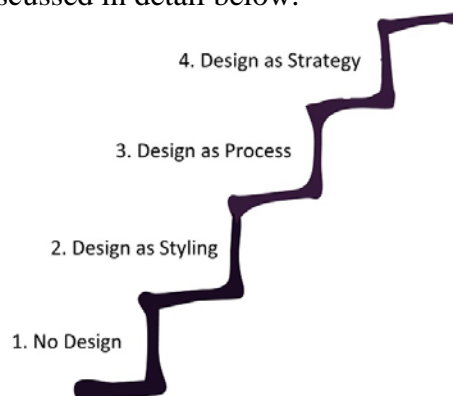 scussed in detail below.
4. Design as Strategy
3. Design as Process
2. Design as Styling
1. No Design